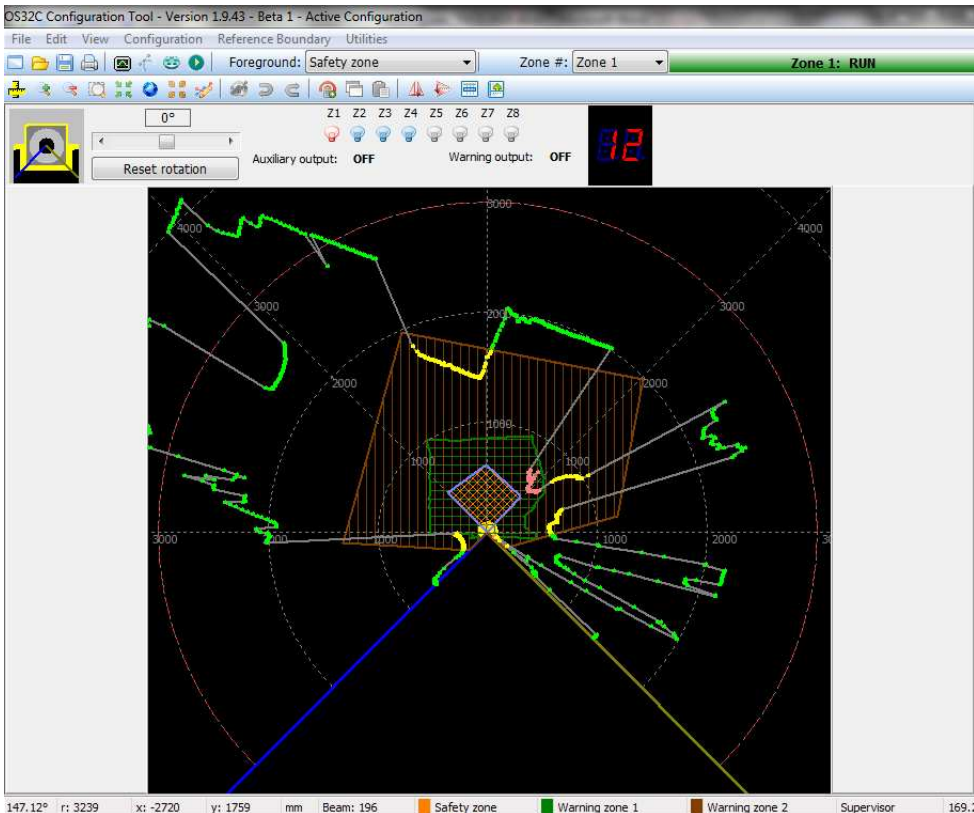 OS32C Configuration Tool - Version 1.9.43 - Beta 1 - Active Configuration
File Edit View Configuration Reference Boundary Utilities
Foreground: Safety zone Zone #: Zone 1 Zone 1: RUN
0° Z1 Z2 Z3 Z4 Z5 Z6 Z7 Z8
Reset rotation Auxiliary output: OFF Warning output: OFF 12
3000
4000 4000
3000 3000
2000
2000 2000
1000
1000 1000
3000 1000 2000
147.12° r: 3239 x: -2720 y: 1759 mm Beam: 196 Safety zone Warning zone 1 Warning zone 2 Supervisor